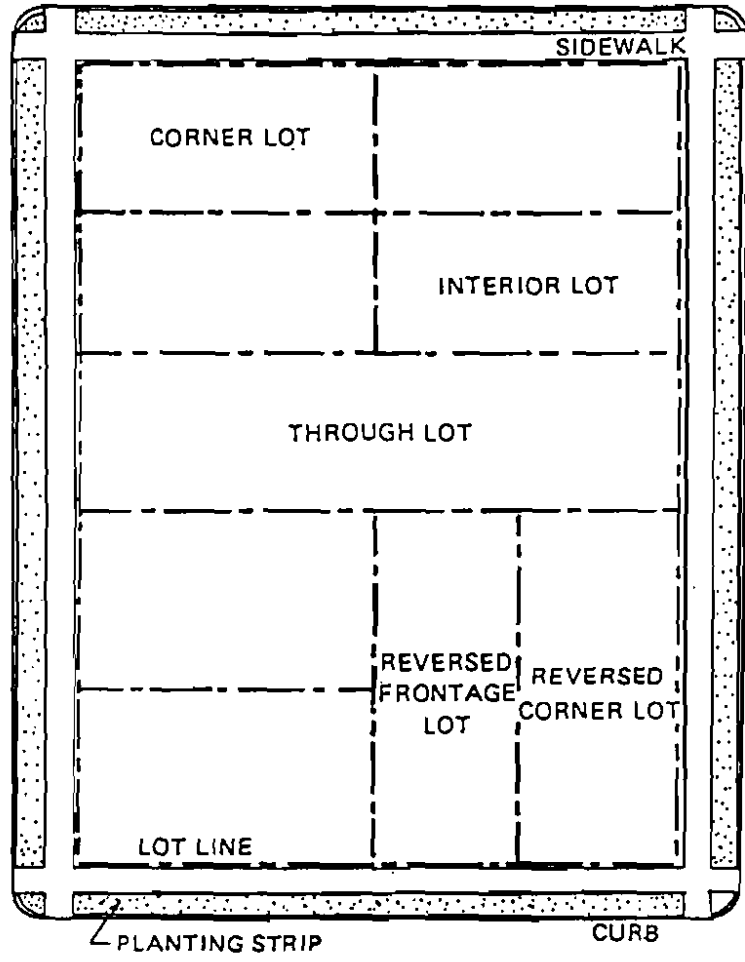 SIDEWALK
CORNER LOT
INTERIOR LOT
THROUGH LOT
REVERSED
FRONTAGE
LOT
REVERSED
CORNER LOT
LOT LINE
PLANTING STRIP
CURB